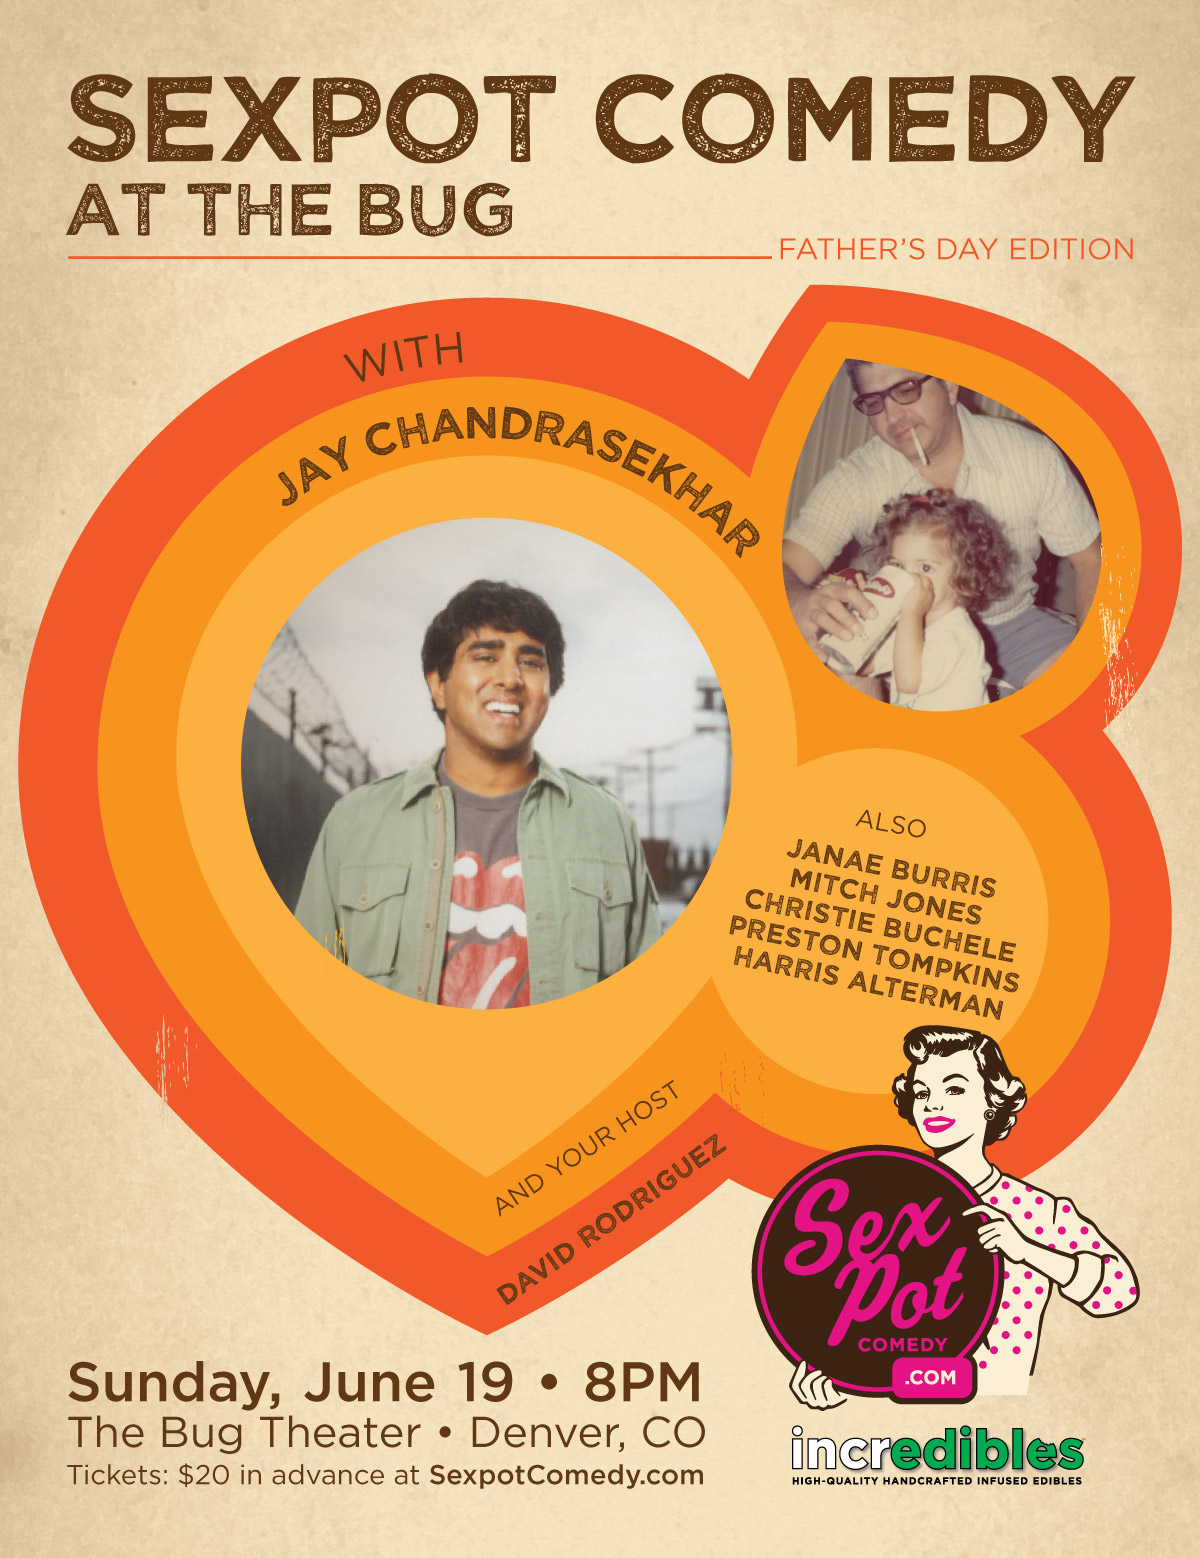 SEXPOT COMEDY
AT THE BUG
FATHER'S DAY EDITION
WITH
JAY CHANDRASEKHAR
ALSO
JANAE BURRIS
MITCH JONES
CHRISTIE BUCHELE
PRESTON TOMPKINS
HARRIS ALTERMAN
AND YOUR HOST
DAVID RODRIGUEZ
Sex
Pot
COMEDY
.COM
Sunday, June 19 • 8PM
The Bug Theater • Denver, CO
Tickets: $20 in advance at SexpotComedy.com
incredibles
HIGH-QUALITY HANDCRAFTED INFUSED EDIBLES